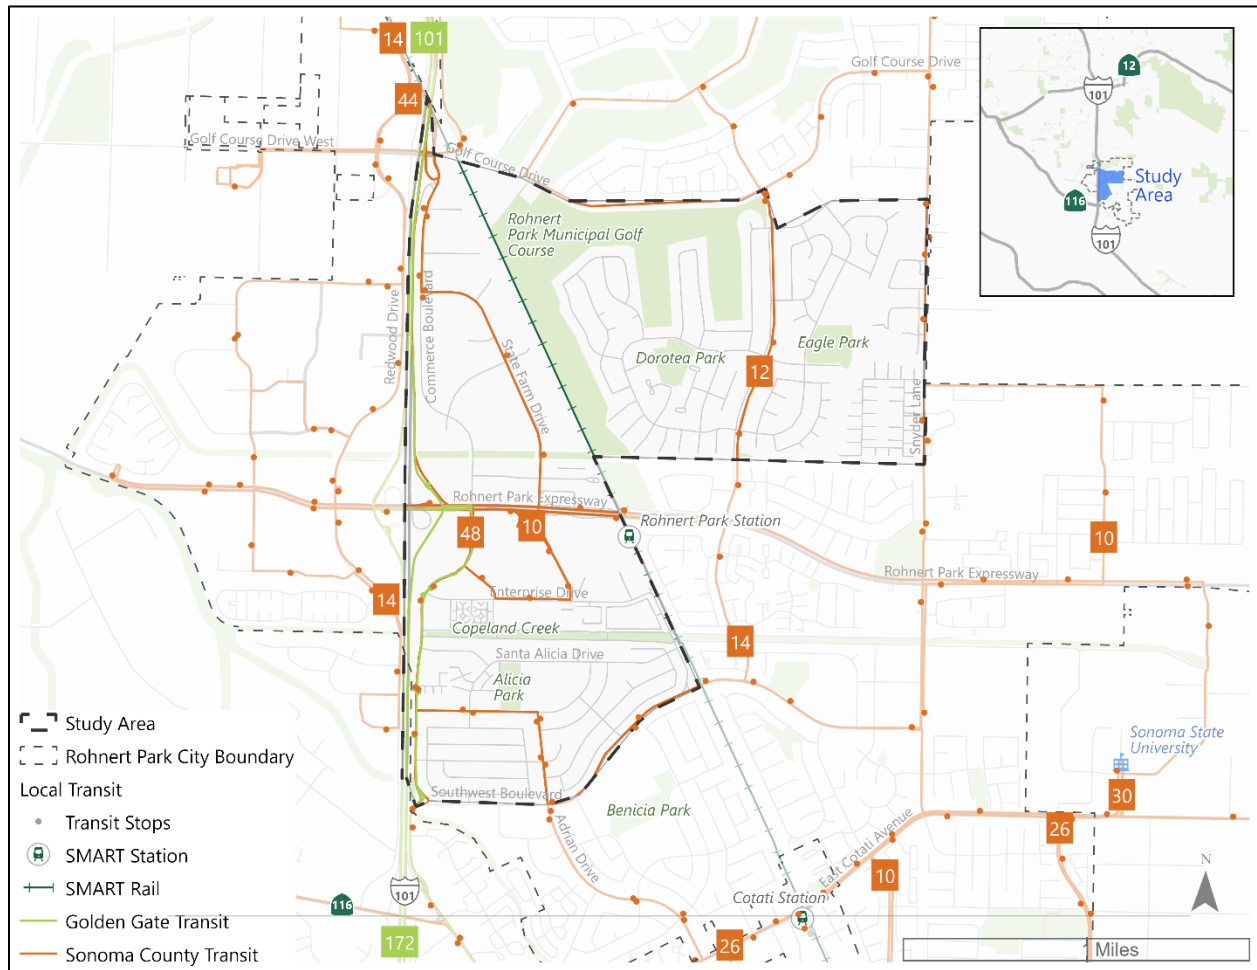 14
101
44
Golf Course Drive
Golf Course Drive West
Golf Course Drive
12
101
Study
Area
116
101
Rohnert
Park Municipal Golf
Course
Redwood Drive
Commerce Boulevard
State Farm Drive
Dorotea Park
Eagle Park
12
Snyder Lane
Rohnert Park Expressway
Rohnert Park Station
48
10
10
Rohnert Park Expressway
14
Enterprise Drive
Copeland Creek
14
Santa Alicia Drive
Alicia
Park
Sonoma State
University
30
Southwest Boulevard
Benicia Park
Adrian Drive
East Cotati Avenue
26
10
Cotati Station
101
116
172
26
N
Miles
Study Area
Rohnert Park City Boundary
Local Transit
Transit Stops
SMART Station
SMART Rail
Golden Gate Transit
Sonoma County Transit